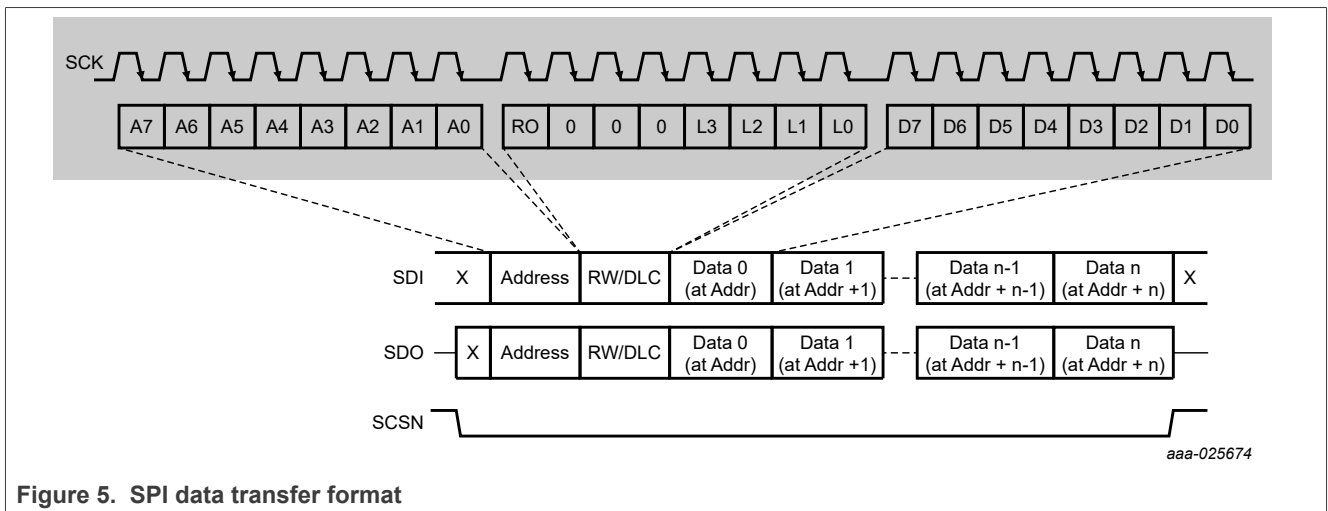 SCK
A7 A6 A5 A4 A3 A2 A1 A0 RO 0 0 0 L3 L2 L1 L0 D7 D6 D5 D4 D3 D2 D1 D0
SDI X Address RW/DLC Data 0 (at Addr) Data 1 (at Addr +1) Data n-1 (at Addr + n-1) Data n (at Addr + n) X
SDO X Address RW/DLC Data 0 (at Addr) Data 1 (at Addr +1) Data n-1 (at Addr + n-1) Data n (at Addr + n)
SCSN
aaa-025674
Figure 5. SPI data transfer format